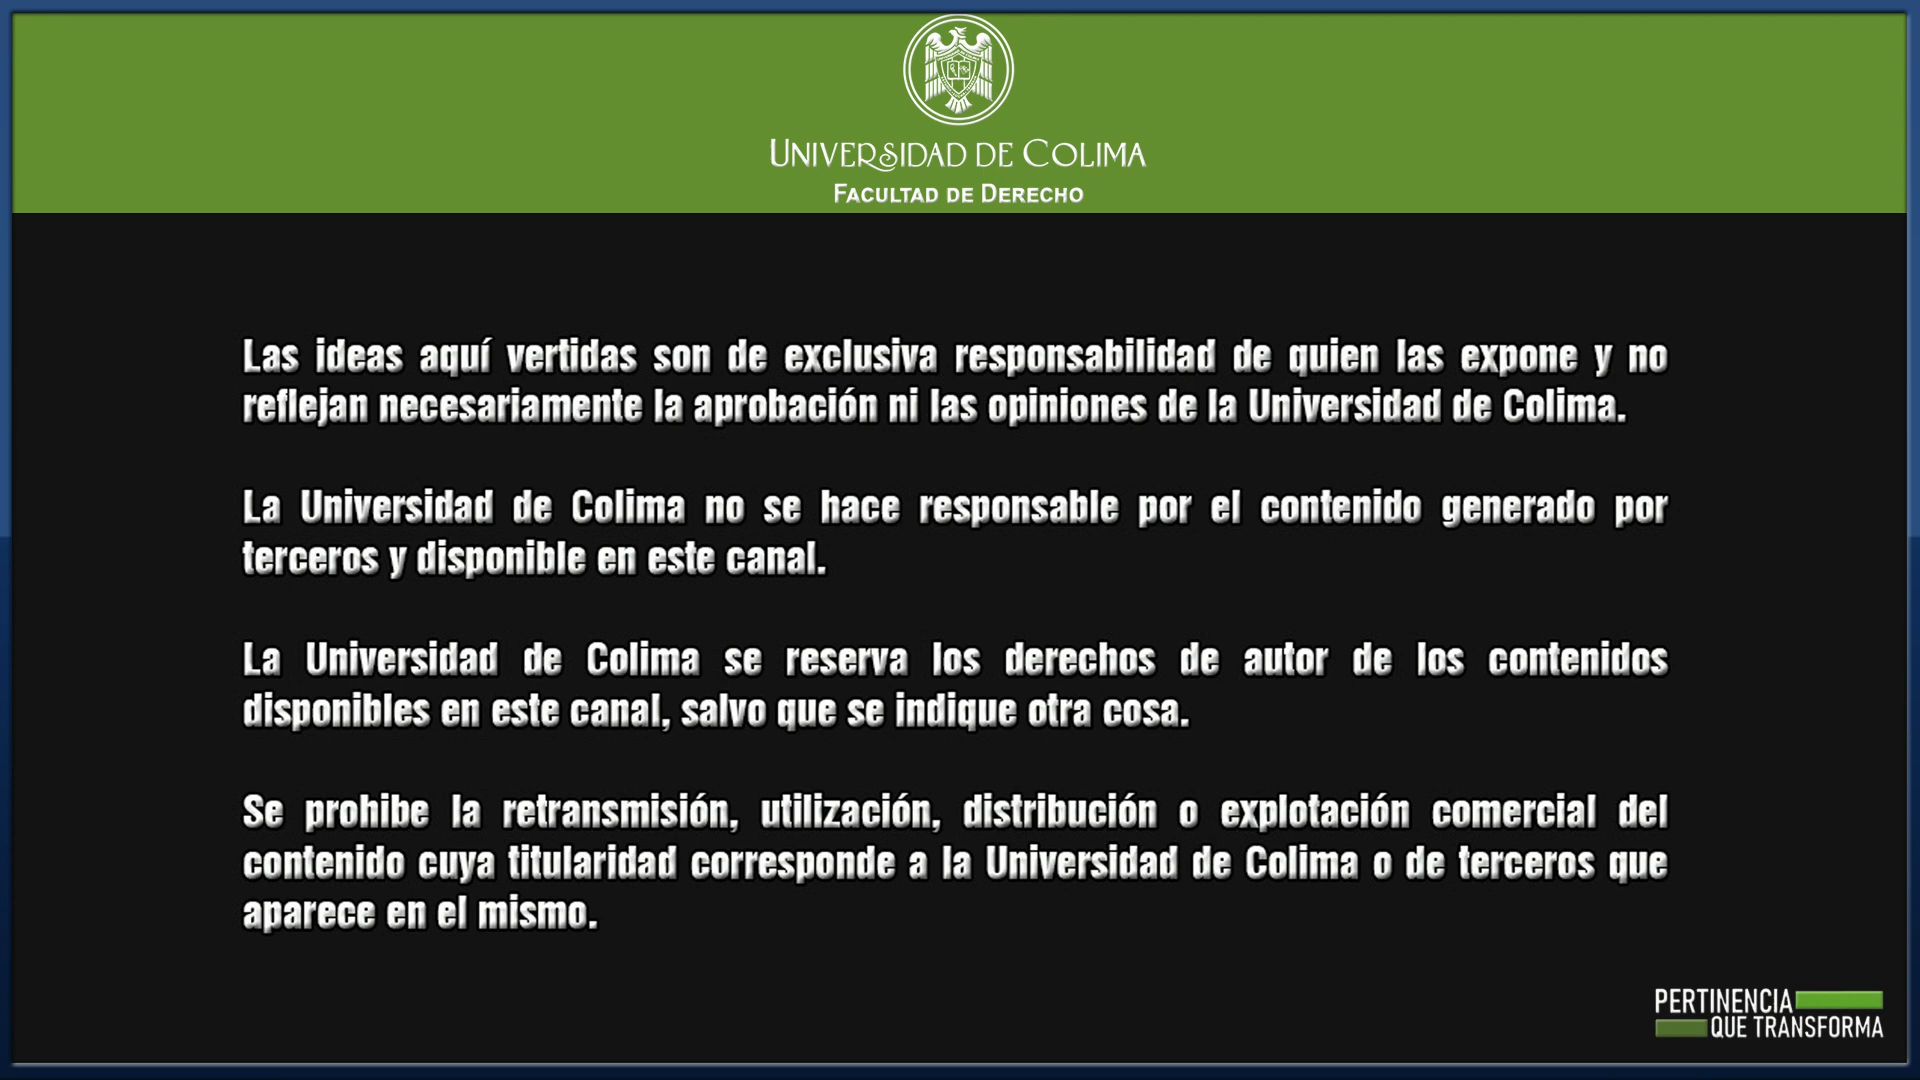 UNIVERSIDAD DE COLIMA
FACULTAD DE DERECHO
Las ideas aquí vertidas son de exclusiva responsabilidad de quien las expone y no
reflejan necesariamente la aprobación ni las opiniones de la Universidad de Colima.
La Universidad de Colima no se hace responsable por el contenido generado por
terceros y disponible en este canal.
La Universidad de Colima se reserva los derechos de autor de los contenidos
disponibles en este canal, salvo que se indique otra cosa.
Se prohibe la retransmisión, utilización, distribución o explotación comercial del
contenido cuya titularidad corresponde a la Universidad de Colima o de terceros que
aparece en el mismo.
PERTINENCIA
QUE TRANSFORMA